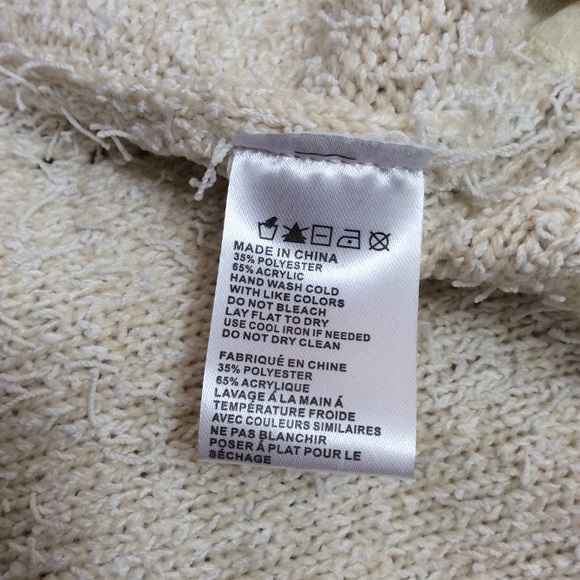 MADE IN CHINA
35% POLYESTER
65% ACRYLIC
HAND WASH COLD
WITH LIKE COLORS
DO NOT BLEACH
LAY FLAT TO DRY
USE COOL IRON IF NEEDED
DO NOT DRY CLEAN
FABRIQUÉ EN CHINE
35% POLYESTER
65% ACRYLIQUE
LAVAGE Á LA MAIN Á
TEMPÉRATURE FROIDE
AVEC COULEURS SIMILAIRES
NE PAS BLANCHIR
POSER Á PLAT POUR LE
SÉCHAGE